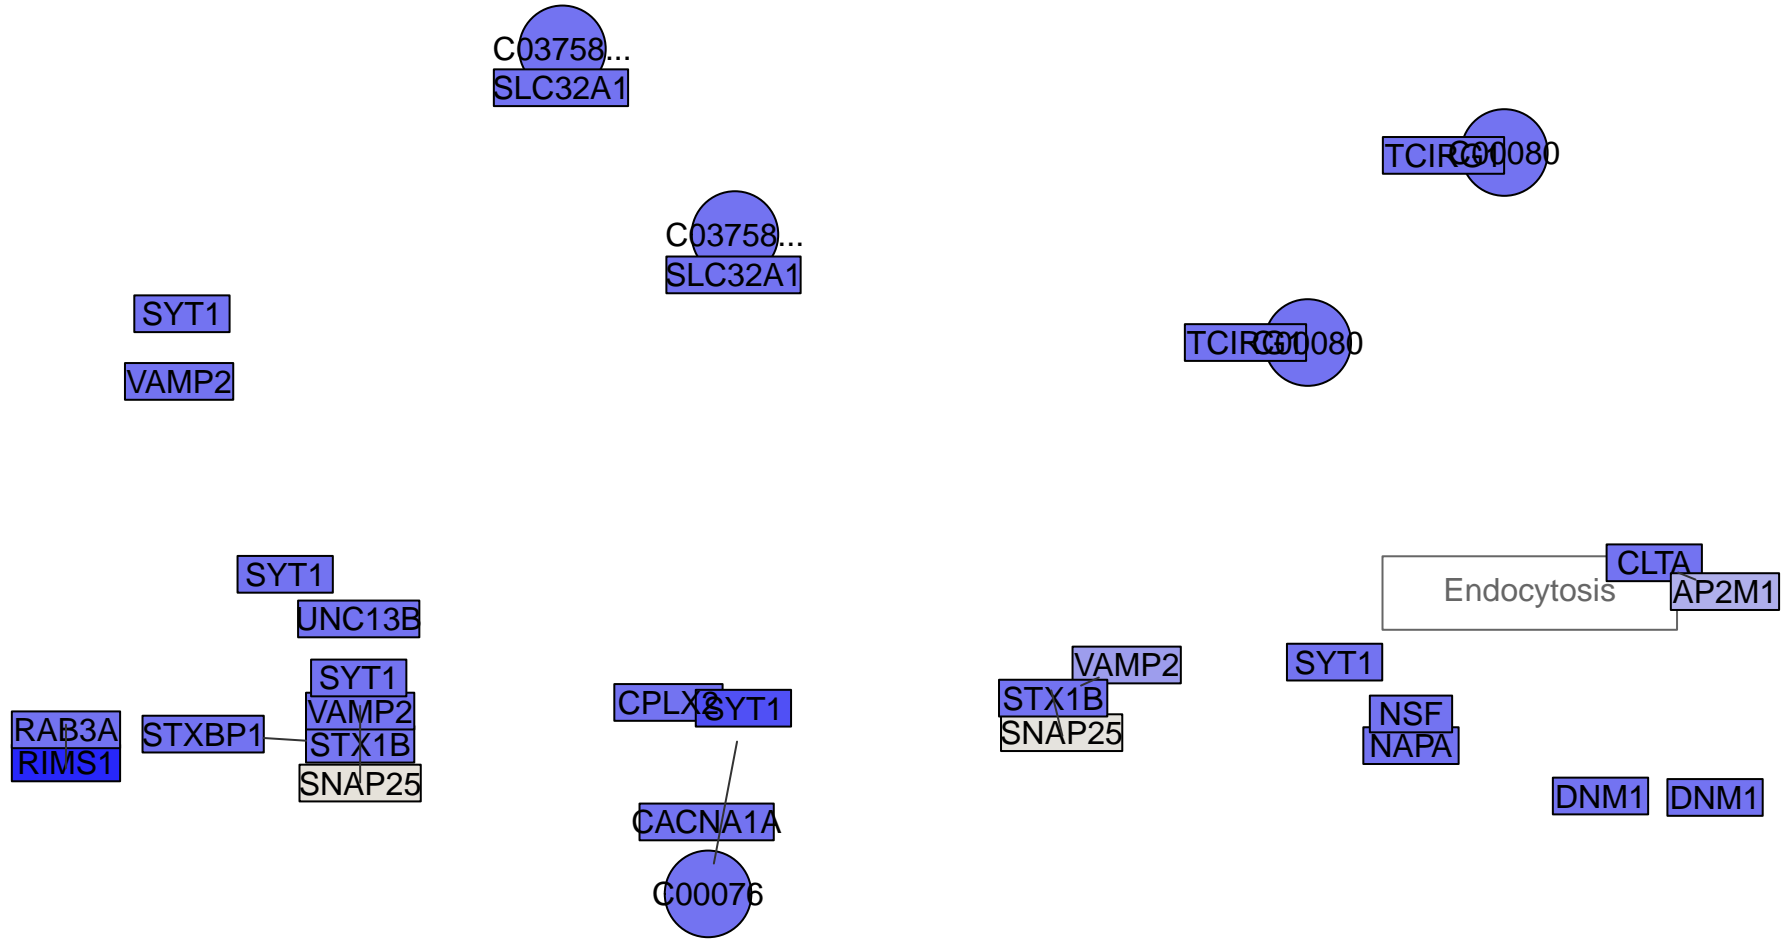 C03758...
SLC32A1
TCIRG1
C00080
C03758...
SLC32A1
SYT1
TCIRG1
C00080
VAMP2
SYT1
CLTA
Endocytosis
AP2M1
UNC13B
SYT1
VAMP2
SYT1
CPLX2
SYT1
STX1B
VAMP2
NSF
RAB3A
STXBP1
STX1B
SNAP25
NAPA
RIMS1
SNAP25
DNM1
DNM1
CACNA1A
C00076